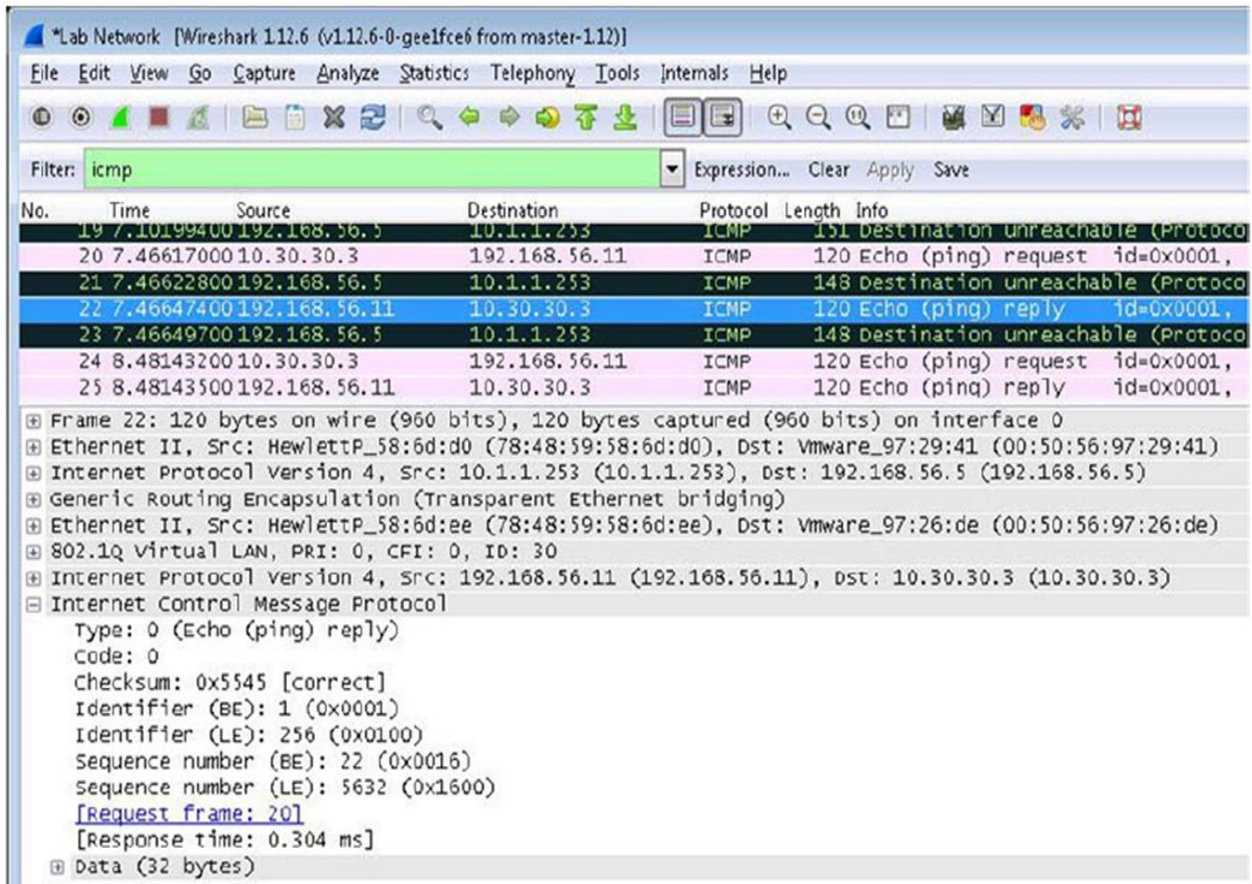 *Lab Network [Wireshark 1.12.6 (v1.12.6-0-gee1fce6 from master-1.12)]
File Edit View Go Capture Analyze Statistics Telephony Tools Internals Help
Filter: icmp Expression... Clear Apply Save
No. Time Source Destination Protocol Length Info
19 7.10199400 192.168.56.5 10.1.1.253 ICMP 151 Destination unreachable (Protoco
20 7.46617000 10.30.30.3 192.168.56.11 ICMP 120 Echo (ping) request id=0x0001,
21 7.46622800 192.168.56.5 10.1.1.253 ICMP 148 Destination unreachable (Protoco
22 7.46647400 192.168.56.11 10.30.30.3 ICMP 120 Echo (ping) reply id=0x0001,
23 7.46649700 192.168.56.5 10.1.1.253 ICMP 148 Destination unreachable (Protoco
24 8.48143200 10.30.30.3 192.168.56.11 ICMP 120 Echo (ping) request id=0x0001,
25 8.48143500 192.168.56.11 10.30.30.3 ICMP 120 Echo (ping) reply id=0x0001,
Frame 22: 120 bytes on wire (960 bits), 120 bytes captured (960 bits) on interface 0
Ethernet II, Src: HewlettP_58:6d:d0 (78:48:59:58:6d:d0), Dst: Vmware_97:29:41 (00:50:56:97:29:41)
Internet Protocol Version 4, Src: 10.1.1.253 (10.1.1.253), Dst: 192.168.56.5 (192.168.56.5)
Generic Routing Encapsulation (Transparent Ethernet bridging)
Ethernet II, Src: HewlettP_58:6d:ee (78:48:59:58:6d:ee), Dst: Vmware_97:26:de (00:50:56:97:26:de)
802.1Q Virtual LAN, PRI: 0, CFI: 0, ID: 30
Internet Protocol Version 4, Src: 192.168.56.11 (192.168.56.11), Dst: 10.30.30.3 (10.30.30.3)
Internet Control Message Protocol
Type: 0 (Echo (ping) reply)
Code: 0
Checksum: 0x5545 [correct]
Identifier (BE): 1 (0x0001)
Identifier (LE): 256 (0x0100)
Sequence number (BE): 22 (0x0016)
Sequence number (LE): 5632 (0x1600)
[Request frame: 20]
[Response time: 0.304 ms]
Data (32 bytes)